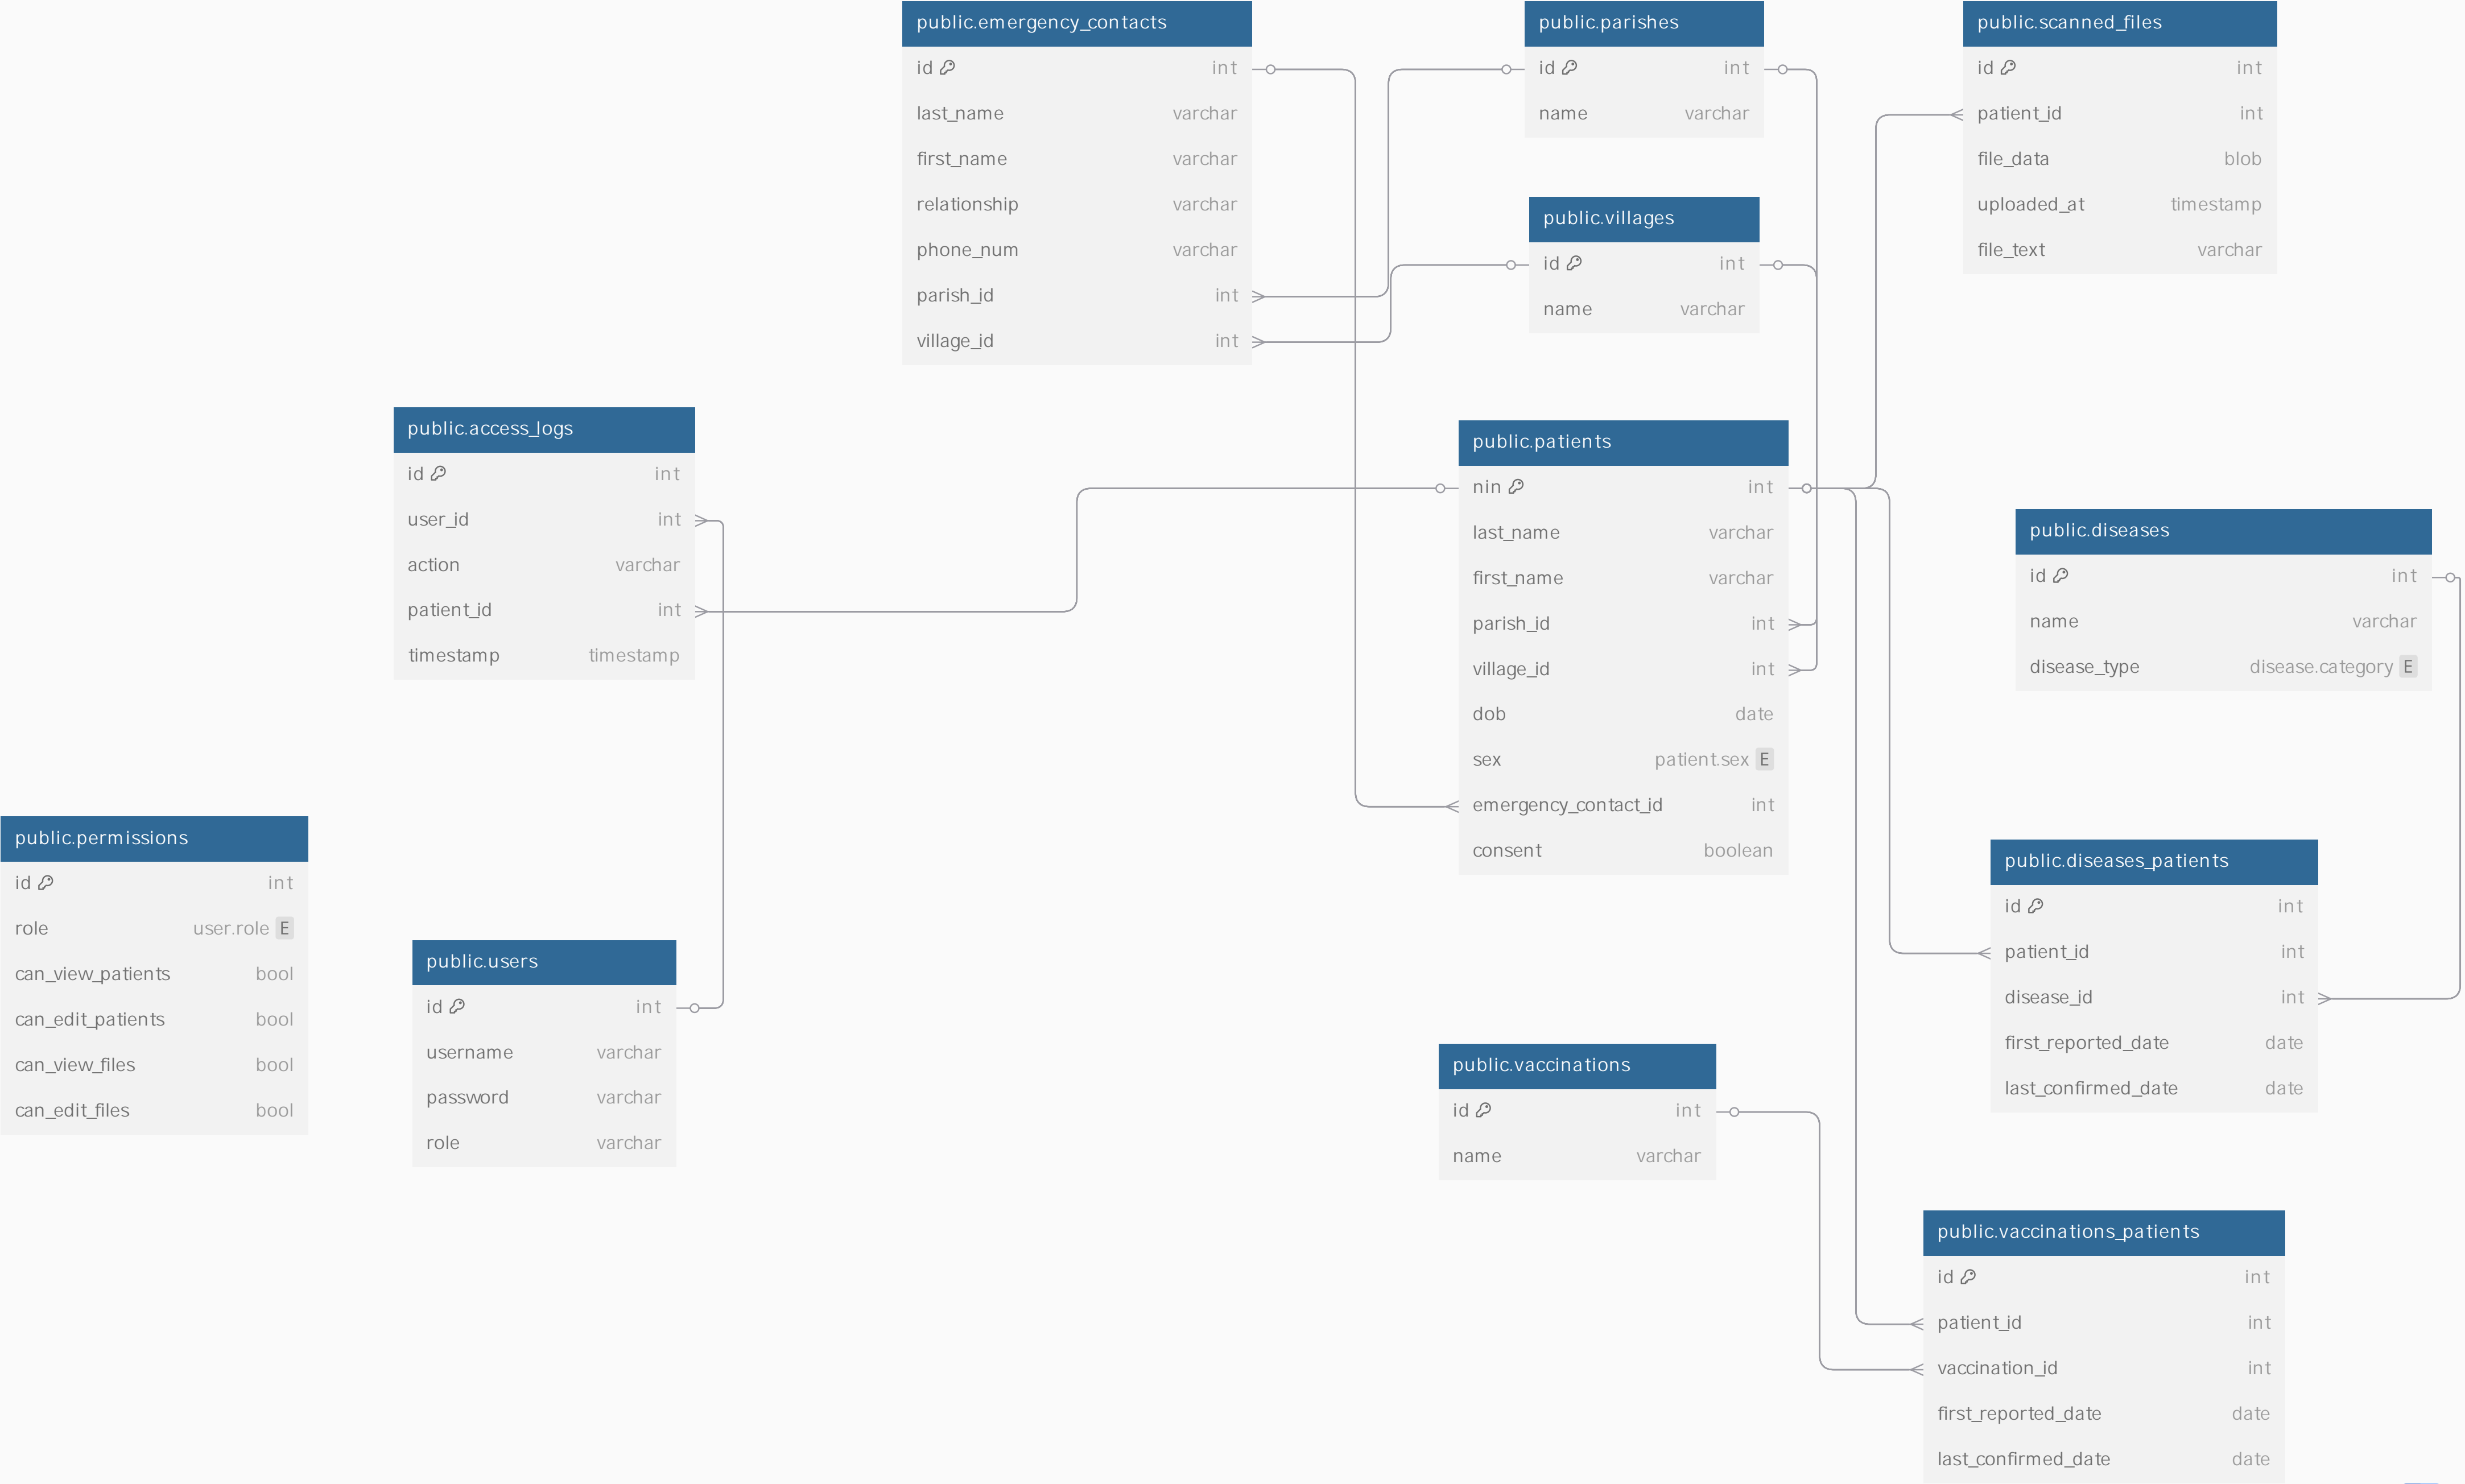 public.emergency_contacts
id int
last_name varchar
first_name varchar
relationship varchar
phone_num varchar
parish_id int
village_id int
public.parishes
id int
name varchar
public.scanned_files
id int
patient_id int
file_data blob
uploaded_at timestamp
file_text varchar
public.villages
id int
name varchar
public.access_logs
id int
user_id int
action varchar
patient_id int
timestamp timestamp
public.patients
nin int
last_name varchar
first_name varchar
parish_id int
village_id int
dob date
sex patient.sex E
emergency_contact_id int
consent boolean
public.diseases
id int
name varchar
disease_type disease.category E
public.permissions
id int
role user.role E
can_view_patients bool
can_edit_patients bool
can_view_files bool
can_edit_files bool
public.users
id int
username varchar
password varchar
role varchar
public.diseases_patients
id int
patient_id int
disease_id int
first_reported_date date
last_confirmed_date date
public.vaccinations
id int
name varchar
public.vaccinations_patients
id int
patient_id int
vaccination_id int
first_reported_date date
last_confirmed_date date